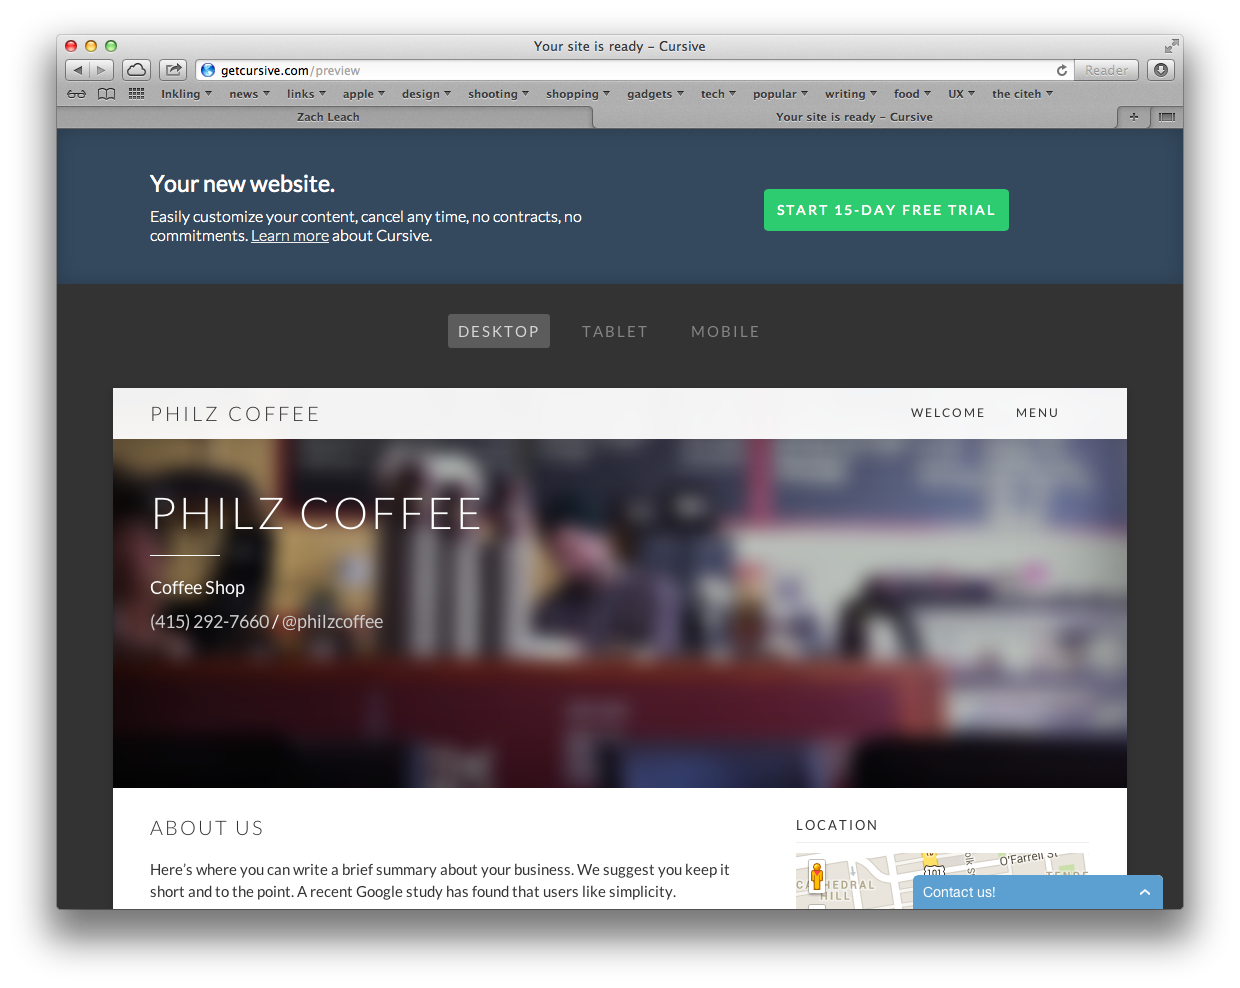 Your site is ready – Cursive
getcursive.com/preview
Reader
Inkling news links apple design shooting shopping gadgets tech popular writing food UX the citeh
Zach Leach
Your site is ready – Cursive
Your new website.
Easily customize your content, cancel any time, no contracts, no
commitments. Learn more about Cursive.
START 15-DAY FREE TRIAL
DESKTOP TABLET MOBILE
PHILZ COFFEE
WELCOME MENU
PHILZ COFFEE
Coffee Shop
(415) 292-7660 / @philzcoffee
ABOUT US
Here's where you can write a brief summary about your business. We suggest you keep it
short and to the point. A recent Google study has found that users like simplicity.
LOCATION
O'Farrell St
101
CATHEDRAL
HILL
Contact us!